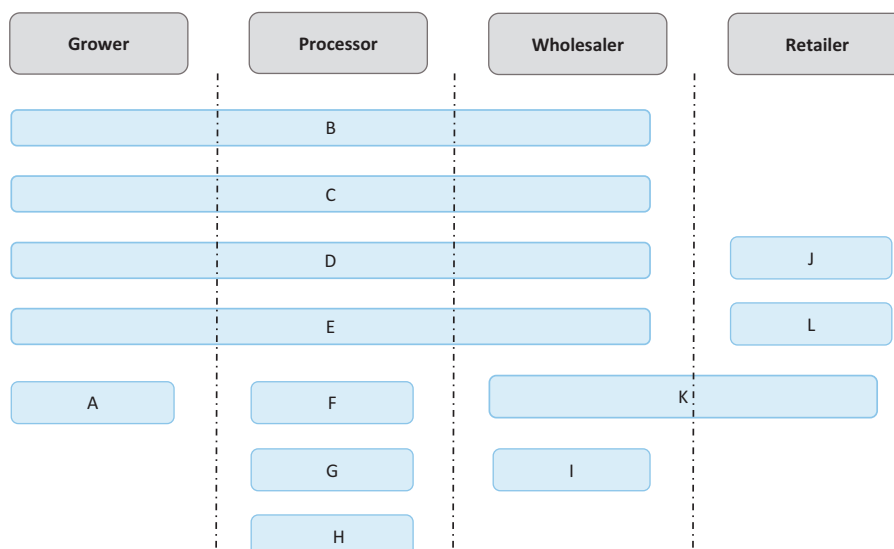 Grower
Processor
Wholesaler
Retailer
B
C
D
J
E
L
A
F
K
G
I
H